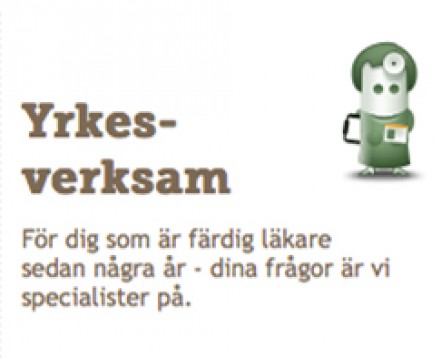 Yrkes-
verksam
För dig som är färdig läkare
sedan några år - dina frågor är vi
specialister på.